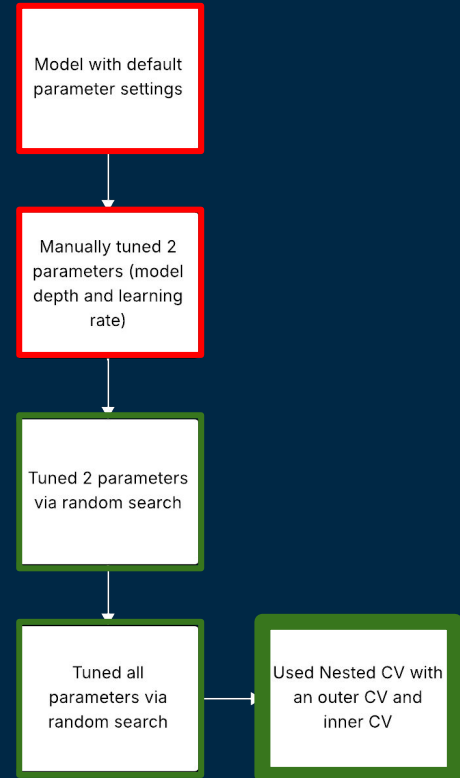 Model with default
parameter settings
Manually tuned 2
parameters (model
depth and learning
rate)
Tuned 2 parameters
via random search
Tuned all
parameters via
random search
Used Nested CV with
an outer CV and
inner CV